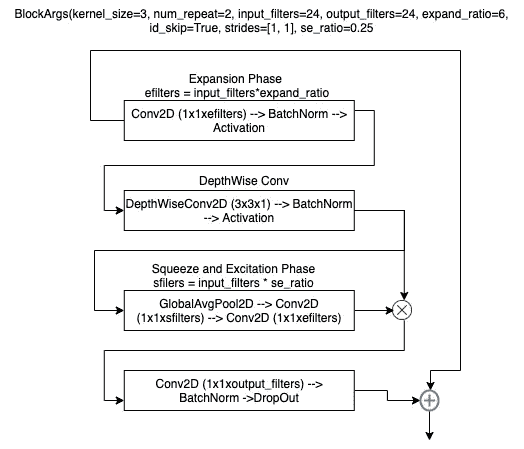 BlockArgs(kernel_size=3, num_repeat=2, input_filters=24, output_filters=24, expand_ratio=6,
id_skip=True, strides=[1, 1], se_ratio=0.25
Expansion Phase
efilters = input_filters*expand_ratio
Conv2D (1x1xefilters) --> BatchNorm -->
Activation
DepthWise Conv
DepthWiseConv2D (3x3x1) --> BatchNorm
--> Activation
Squeeze and Excitation Phase
sfilers = input_filters * se_ratio
GlobalAvgPool2D --> Conv2D
(1x1xsfilters) --> Conv2D (1x1xefilters)
Conv2D (1x1xoutput_filters) -->
BatchNorm ->DropOut